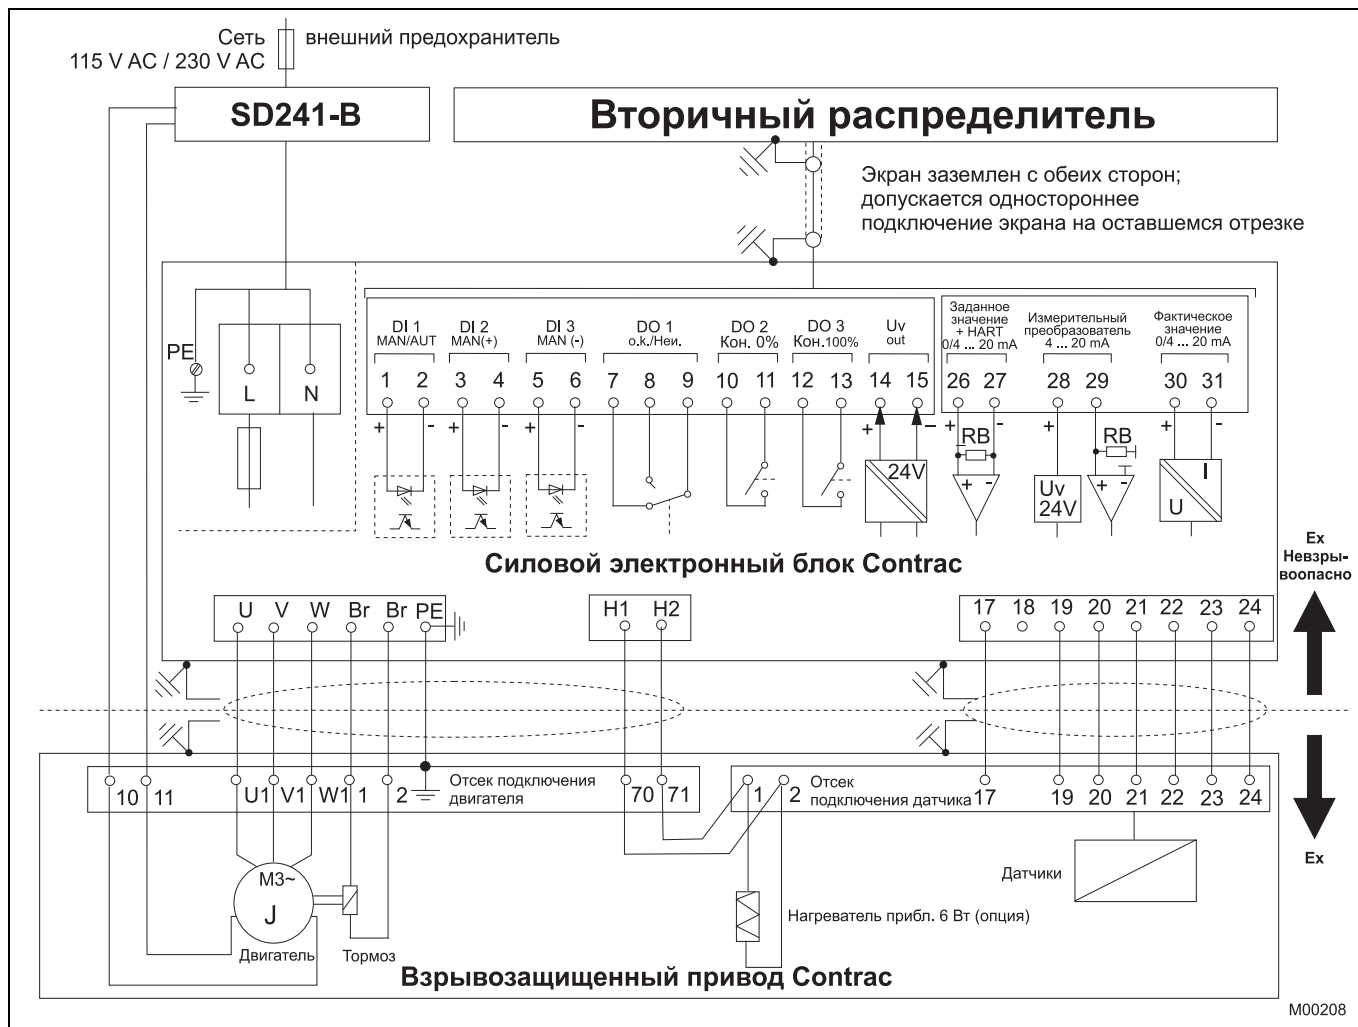 Сеть
115 V AC / 230 V AC
внешний предохранитель
SD241-B
Вторичный распределитель
Экран заземлен с обеих сторон;
допускается одностороннее
подключение экрана на оставшемся отрезке
PE
L
N
DI 1
MAN/AUT
DI 2
MAN(+)
DI 3
MAN (-)
DO 1
o.k./Неи.
DO 2
Кон. 0%
DO 3
Кон.100%
Uv
out
Заданное
значение
+ HART
0/4 ... 20 mA
Измерительный
преобразователь
4 ... 20 mA
Фактическое
значение
0/4 ... 20 mA
1 2 3 4 5 6 7 8 9 10 11 12 13 14 15 26 27 28 29 30 31
+ - + - + - + - + - + + -
RB
RB
24V
+ -
Uv
24V
+ -
I
U
Силовой электронный блок Contrac
Ex
Невзры-
воопасно
U V W Br Br PE
H1 H2
17 18 19 20 21 22 23 24
10 11 U1 V1 W1 1 2
Отсек подключения
двигателя
70 71
1 2
Отсек
подключения датчика
17 19 20 21 22 23 24
Ex
M3~
J
Двигатель
Тормоз
Нагреватель прибл. 6 Вт (опция)
Датчики
Взрывозащищенный привод Contrac
M00208